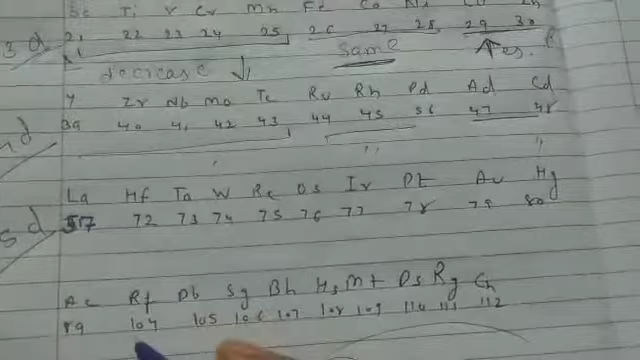 Sc Ti V Cr Mn Fe Co Ni Cu Zn
3d 21 22 23 24 25 26 27 28 29 30
decrease ↓ same ↑es.
Y Zr Nb Mo Tc Ru Rh Pd Ad Cd
39 40 41 42 43 44 45 46 47 48
La Hf Ta W Re Os Ir Pt Au Hg
5d 57 72 73 74 75 76 77 78 79 80
Ac Rf Db Sg Bh Hs Mt Ds Rg Cn
89 104 105 106 107 108 109 110 111 112